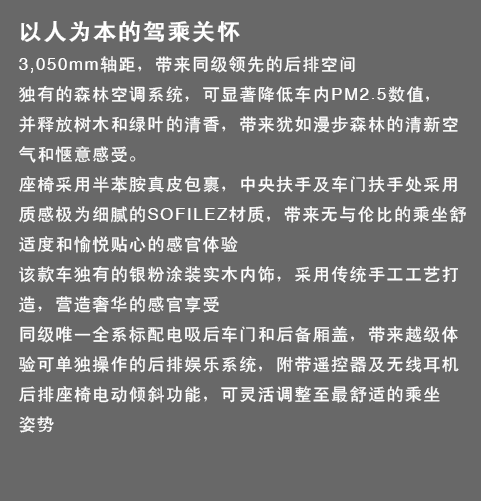 以人为本的驾乘关怀
3,050mm轴距，带来同级领先的后排空间
独有的森林空调系统，可显著降低车内PM2.5数值，
并释放树木和绿叶的清香，带来犹如漫步森林的清新空
气和惬意感受。
座椅采用半苯胺真皮包裹，中央扶手及车门扶手处采用
质感极为细腻的SOFILEZ材质，带来无与伦比的乘坐舒
适度和愉悦贴心的感官体验
该款车独有的银粉涂装实木内饰，采用传统手工工艺打
造，营造奢华的感官享受
同级唯一全系标配电吸后车门和后备厢盖，带来越级体
验可单独操作的后排娱乐系统，附带遥控器及无线耳机
后排座椅电动倾斜功能，可灵活调整至最舒适的乘坐
姿势